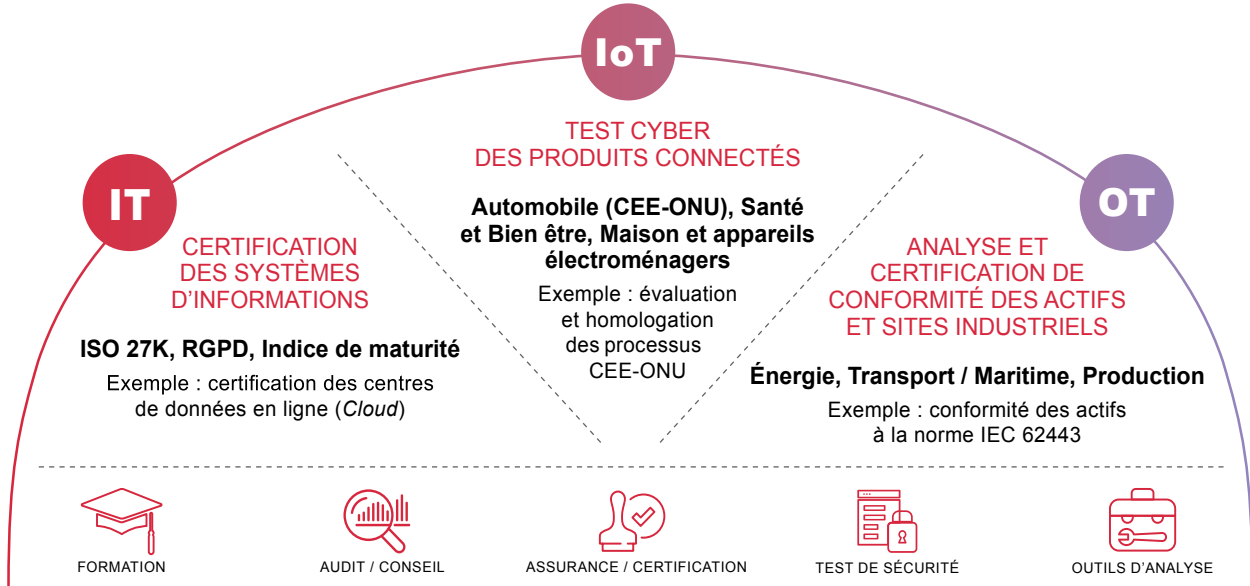 IoT
TEST CYBER
DES PRODUITS CONNECTÉS
Automobile (CEE-ONU), Santé
et Bien être, Maison et appareils
électroménagers
Exemple : évaluation
et homologation
des processus
CEE-ONU
IT
CERTIFICATION
DES SYSTÈMES
D’INFORMATIONS
ISO 27K, RGPD, Indice de maturité
Exemple : certification des centres
de données en ligne (Cloud)
OT
ANALYSE ET
CERTIFICATION DE
CONFORMITÉ DES ACTIFS
ET SITES INDUSTRIELS
Énergie, Transport / Maritime, Production
Exemple : conformité des actifs
à la norme IEC 62443
FORMATION
AUDIT / CONSEIL
ASSURANCE / CERTIFICATION
TEST DE SÉCURITÉ
OUTILS D’ANALYSE